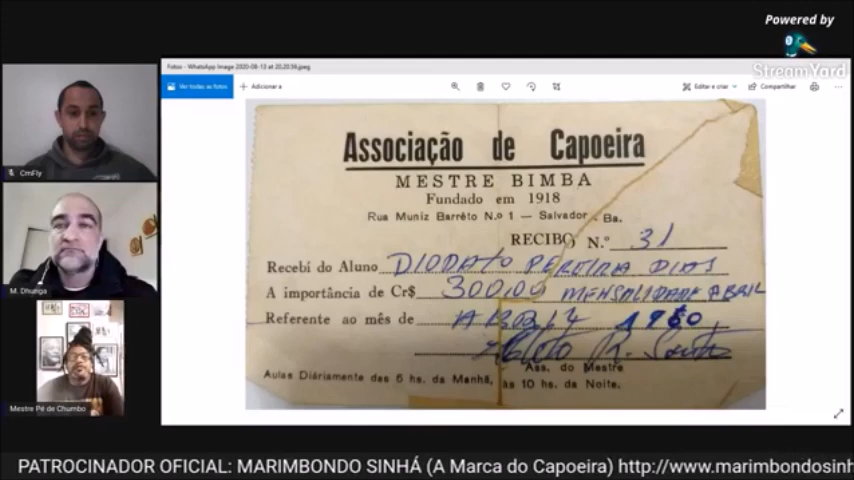 Powered by
StreamYard
Fotos - WhatsApp Image 2020-08-13 at 20.20.56.jpeg
Ver todas as fotos
Adicionar a
Editar e criar
Compartilhar
Associação de Capoeira
MESTRE BIMBA
Fundado em 1918
Rua Muniz Barrêto N.º 1 — Salvador - Ba.
RECIBO N.º 31
Recebí do Aluno DIODATO PEREIRA DIAS
A importância de Cr$ 300,00 MENSALIDADE ABRIL
Referente ao mês de ABRIL 1960
Ass. do Mestre
Aulas Diáriamente das 6 hs. da Manhã, às 10 hs. da Noite.
CmFly
M. Dhunga
Mestre Pé de Chumbo
PATROCINADOR OFICIAL: MARIMBONDO SINHÁ (A Marca do Capoeira) http://www.marimbondosinh